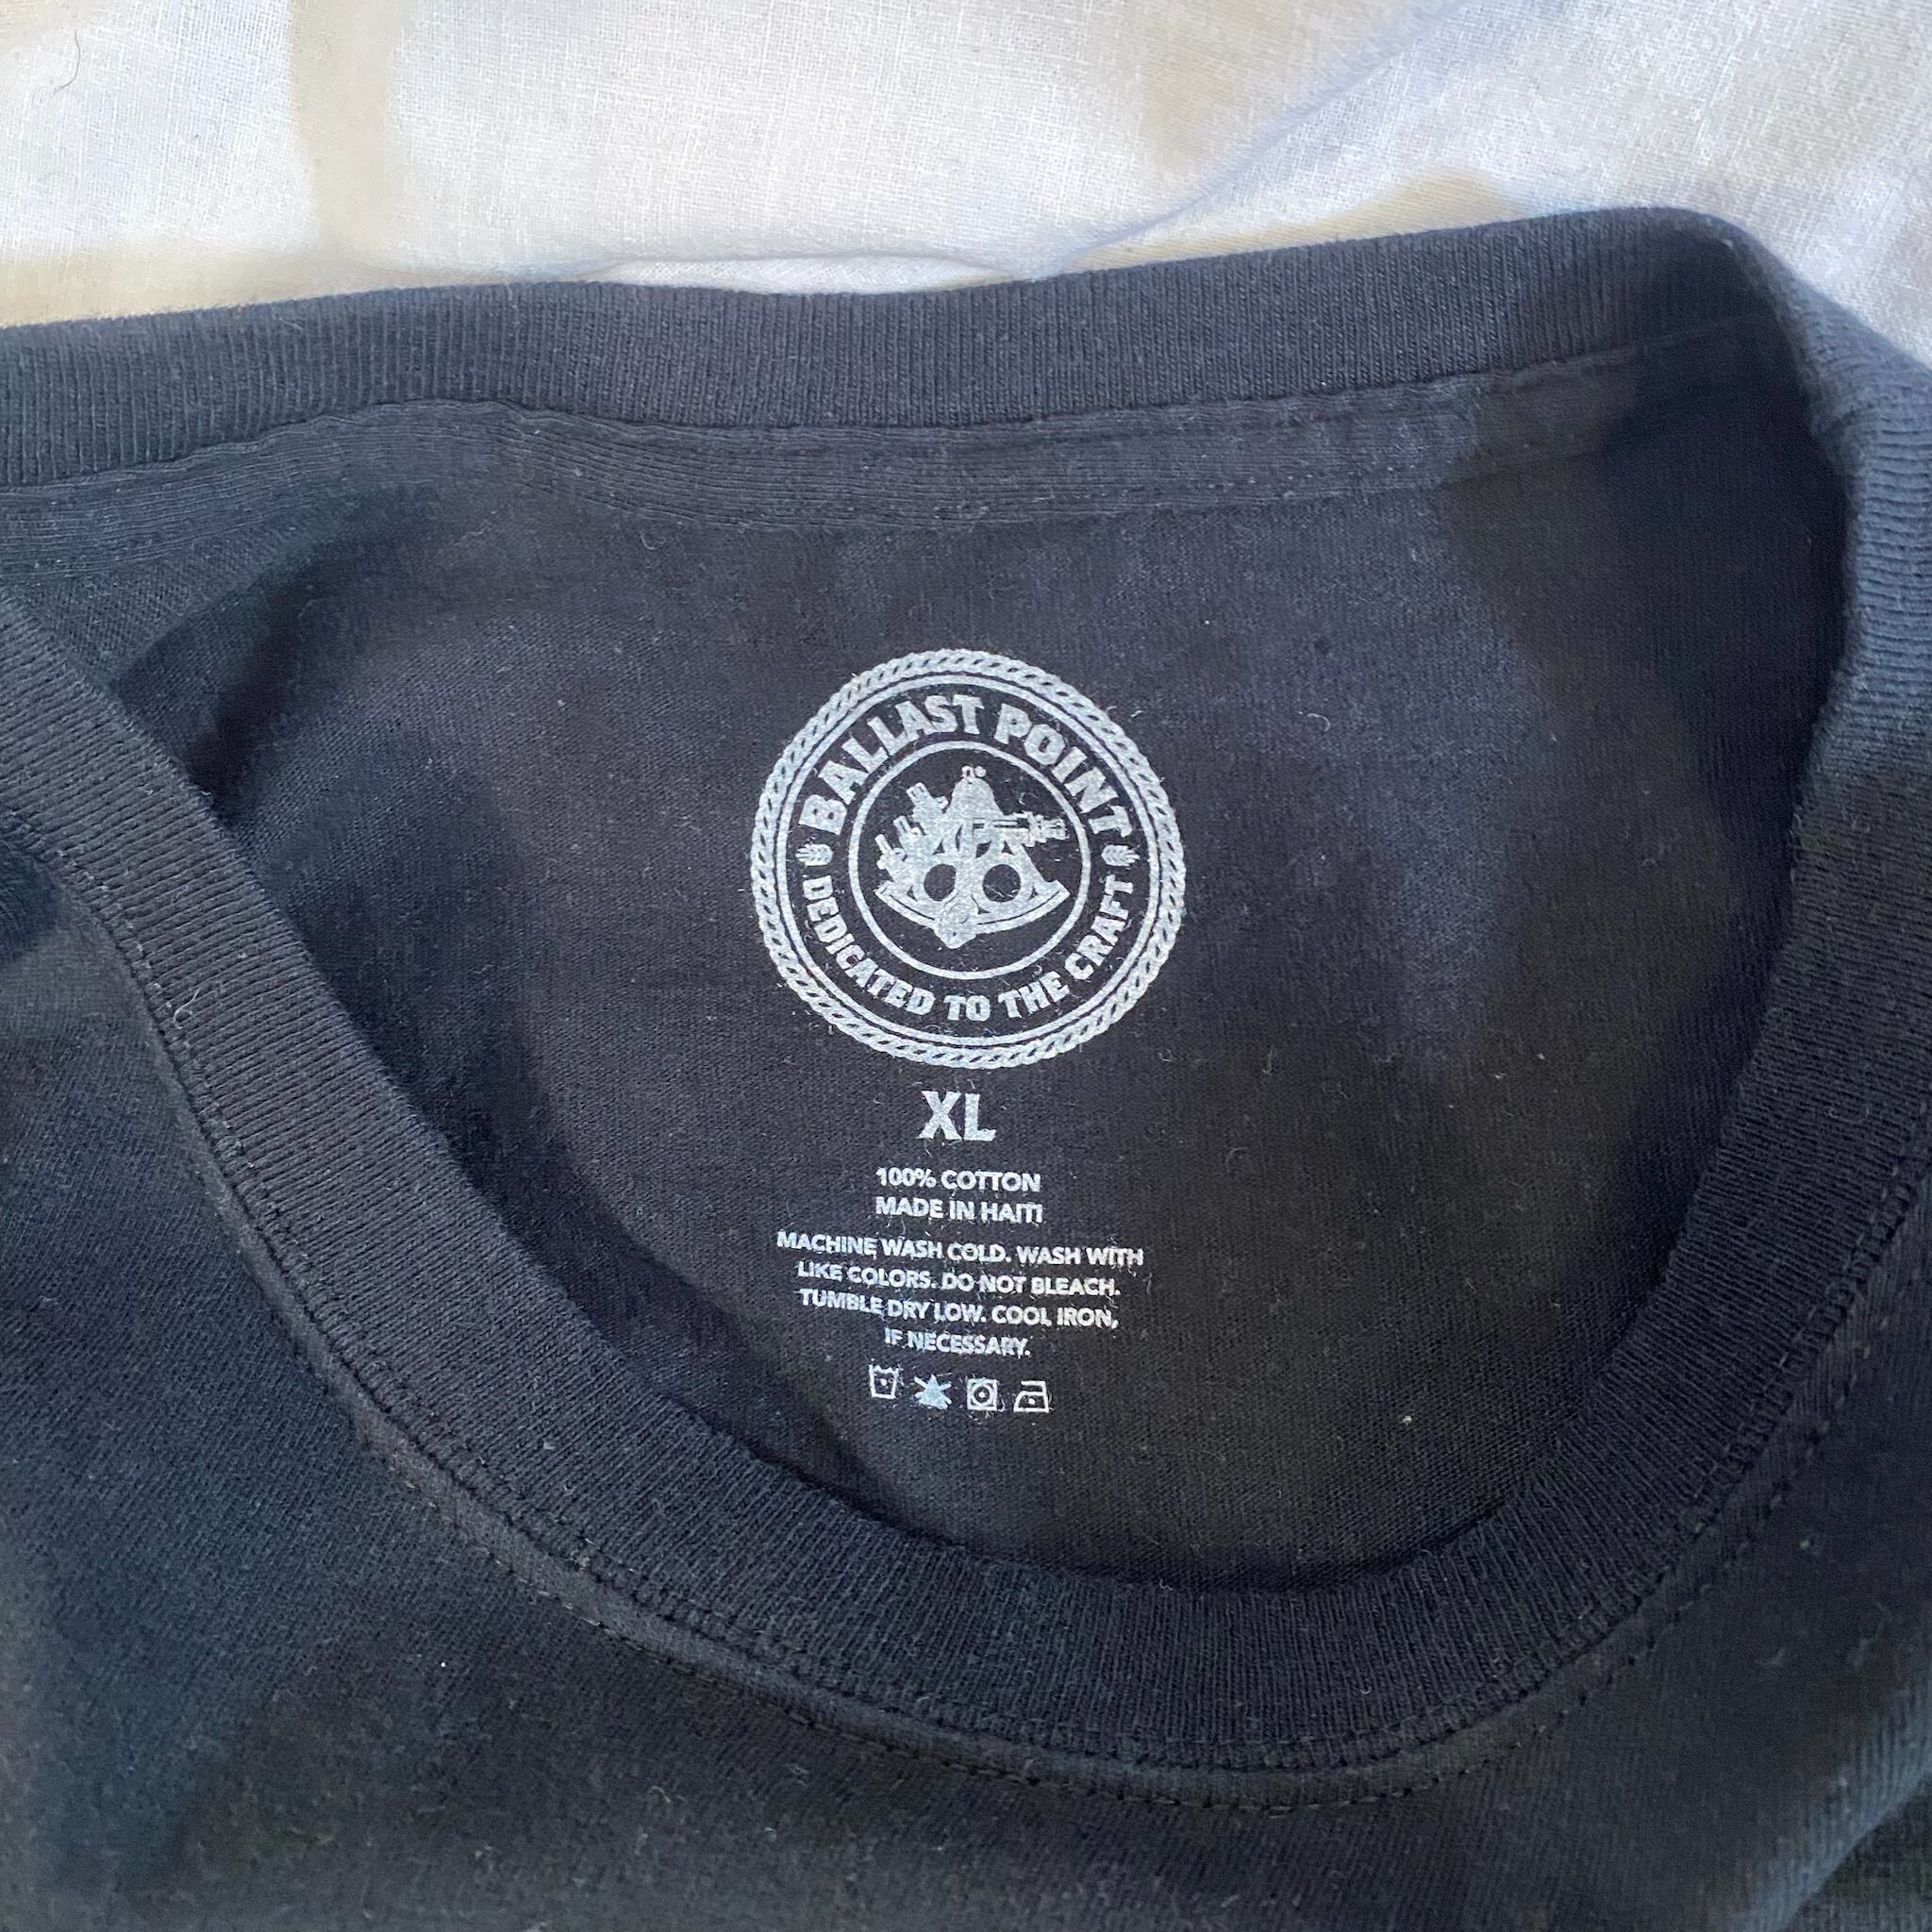 BALLAST POINT
DEDICATED TO THE CRAFT
XL
100% COTTON
MADE IN HAITI
MACHINE WASH COLD. WASH WITH
LIKE COLORS. DO NOT BLEACH.
TUMBLE DRY LOW. COOL IRON,
IF NECESSARY.